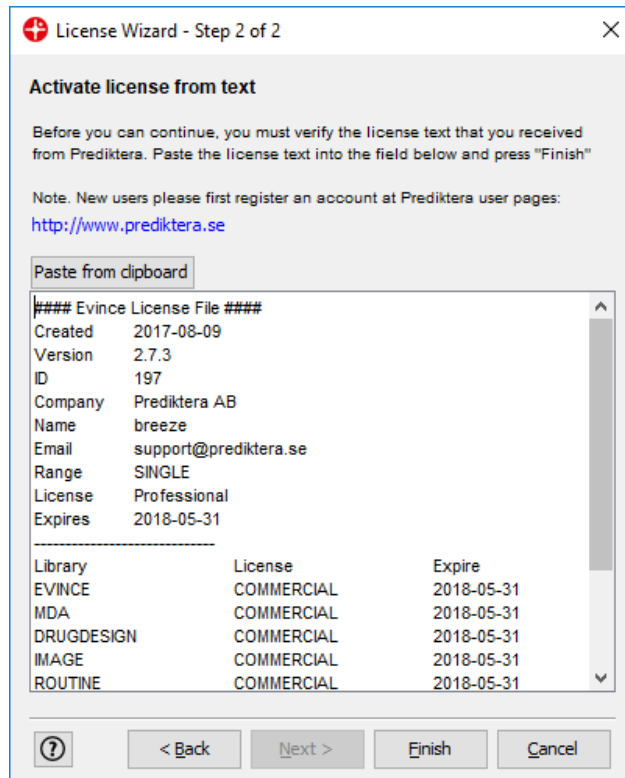 License Wizard - Step 2 of 2
Activate license from text
Before you can continue, you must verify the license text that you received
from Prediktera. Paste the license text into the field below and press "Finish"
Note. New users please first register an account at Prediktera user pages:
http://www.prediktera.se
Paste from clipboard
#### Evince License File ####
Created 2017-08-09
Version 2.7.3
ID 197
Company Prediktera AB
Name breeze
Email support@prediktera.se
Range SINGLE
License Professional
Expires 2018-05-31
-----------------------------
Library License Expire
EVINCE COMMERCIAL 2018-05-31
MDA COMMERCIAL 2018-05-31
DRUGDESIGN COMMERCIAL 2018-05-31
IMAGE COMMERCIAL 2018-05-31
ROUTINE COMMERCIAL 2018-05-31
? < Back Next > Finish Cancel